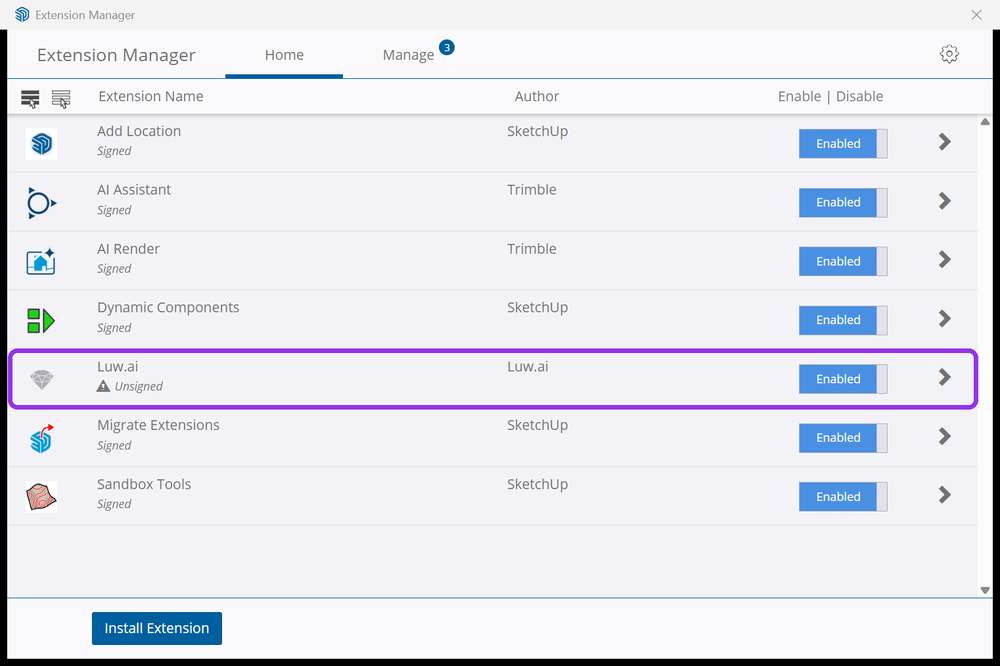 Extension Manager
Extension Manager Home Manage 3
Extension Name Author Enable | Disable
Add Location SketchUp Enabled
Signed
AI Assistant Trimble Enabled
Signed
AI Render Trimble Enabled
Signed
Dynamic Components SketchUp Enabled
Signed
Luw.ai Luw.ai Enabled
Unsigned
Migrate Extensions SketchUp Enabled
Signed
Sandbox Tools SketchUp Enabled
Signed
Install Extension